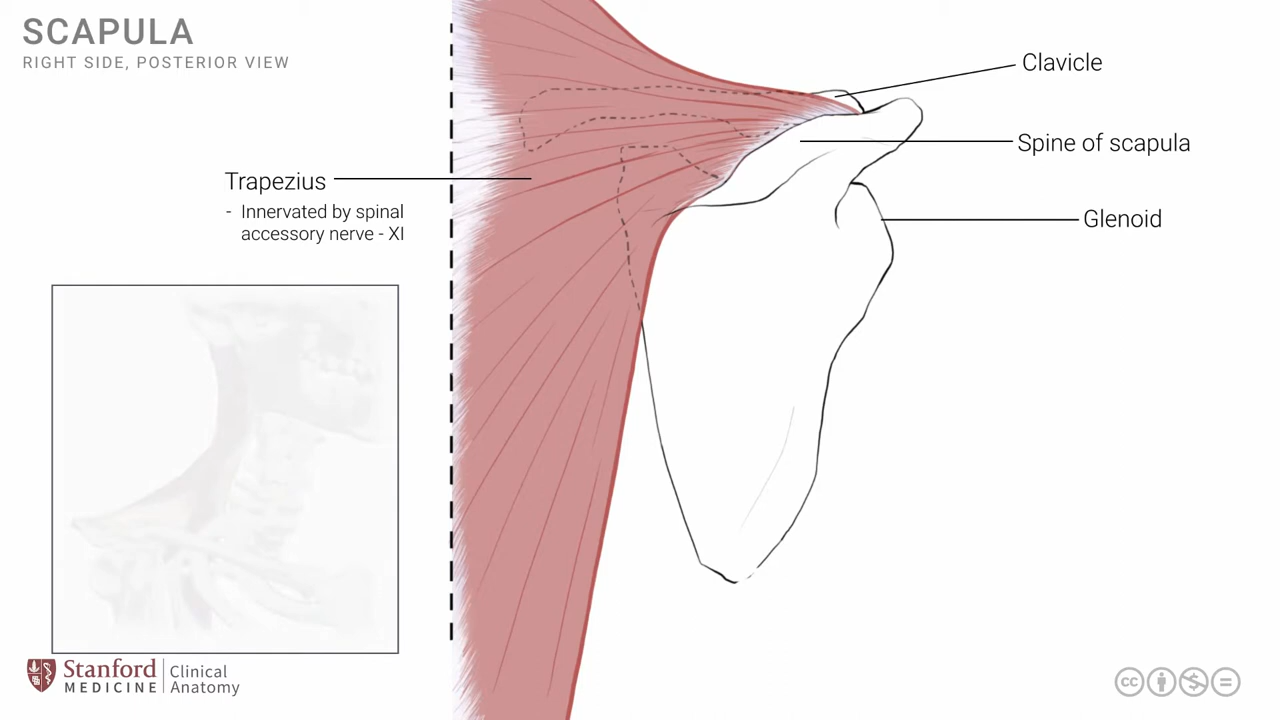 SCAPULA
RIGHT SIDE, POSTERIOR VIEW
Clavicle
Spine of scapula
Trapezius
- Innervated by spinal
accessory nerve - XI
Glenoid
Stanford
MEDICINE
Clinical
Anatomy
cc